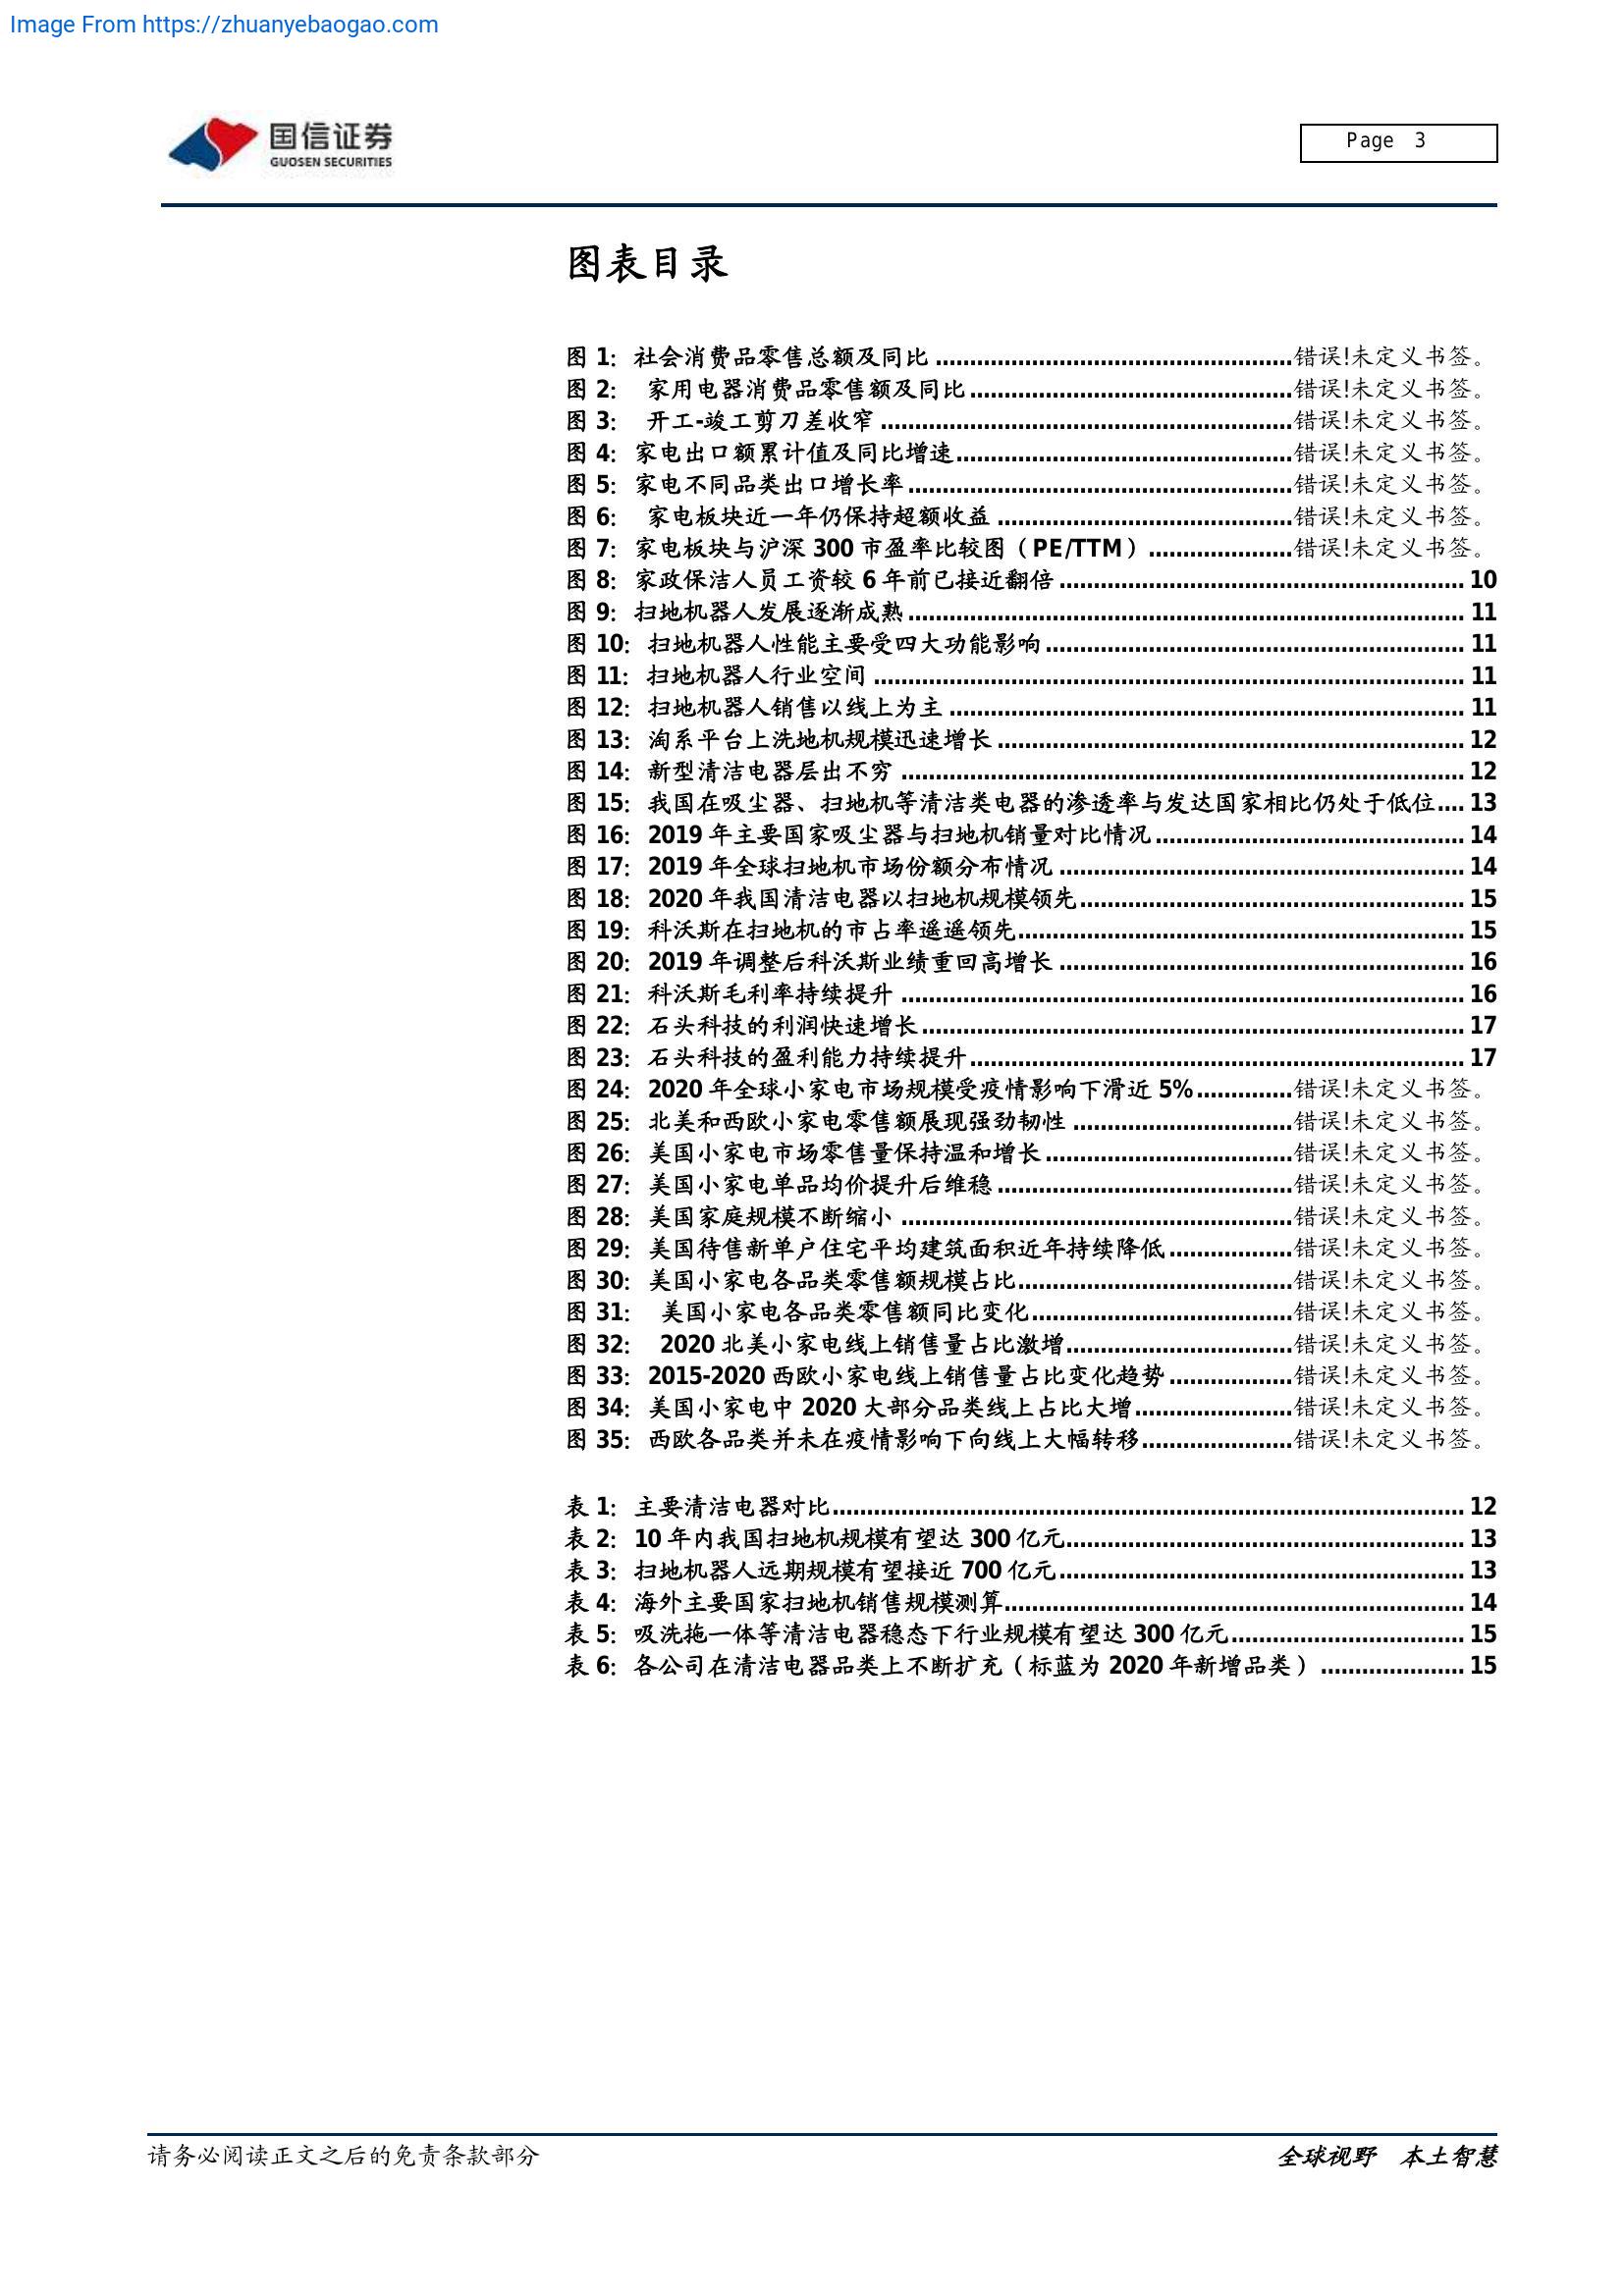 Image From https://zhuanyebaogao.com
国信证券
GUOSEN SECURITIES
Page 3
图表目录
图 1: 社会消费品零售总额及同比 ....................................................错误!未定义书签。
图 2: 家用电器消费品零售额及同比...............................................错误!未定义书签。
图 3: 开工-竣工剪刀差收窄 ............................................................错误!未定义书签。
图 4: 家电出口额累计值及同比增速.................................................错误!未定义书签。
图 5: 家电不同品类出口增长率........................................................错误!未定义书签。
图 6: 家电板块近一年仍保持超额收益 ...........................................错误!未定义书签。
图 7: 家电板块与沪深 300 市盈率比较图（PE/TTM）.....................错误!未定义书签。
图 8: 家政保洁人员工资较 6 年前已接近翻倍 ........................................................... 10
图 9: 扫地机器人发展逐渐成熟................................................................................. 11
图 10: 扫地机器人性能主要受四大功能影响............................................................. 11
图 11: 扫地机器人行业空间 ...................................................................................... 11
图 12: 扫地机器人销售以线上为主 ........................................................................... 11
图 13: 淘系平台上洗地机规模迅速增长 .................................................................... 12
图 14: 新型清洁电器层出不穷 .................................................................................. 12
图 15: 我国在吸尘器、扫地机等清洁类电器的渗透率与发达国家相比仍处于低位.... 13
图 16: 2019 年主要国家吸尘器与扫地机销量对比情况............................................. 14
图 17: 2019 年全球扫地机市场份额分布情况 ........................................................... 14
图 18: 2020 年我国清洁电器以扫地机规模领先........................................................ 15
图 19: 科沃斯在扫地机的市占率遥遥领先................................................................. 15
图 20: 2019 年调整后科沃斯业绩重回高增长 ........................................................... 16
图 21: 科沃斯毛利率持续提升 .................................................................................. 16
图 22: 石头科技的利润快速增长............................................................................... 17
图 23: 石头科技的盈利能力持续提升........................................................................ 17
图 24: 2020 年全球小家电市场规模受疫情影响下滑近 5%..............错误!未定义书签。
图 25: 北美和西欧小家电零售额展现强劲韧性 ................................错误!未定义书签。
图 26: 美国小家电市场零售量保持温和增长....................................错误!未定义书签。
图 27: 美国小家电单品均价提升后维稳 ...........................................错误!未定义书签。
图 28: 美国家庭规模不断缩小 .........................................................错误!未定义书签。
图 29: 美国待售新单户住宅平均建筑面积近年持续降低..................错误!未定义书签。
图 30: 美国小家电各品类零售额规模占比........................................错误!未定义书签。
图 31: 美国小家电各品类零售额同比变化......................................错误!未定义书签。
图 32: 2020 北美小家电线上销售量占比激增.................................错误!未定义书签。
图 33: 2015-2020 西欧小家电线上销售量占比变化趋势..................错误!未定义书签。
图 34: 美国小家电中 2020 大部分品类线上占比大增.......................错误!未定义书签。
图 35: 西欧各品类并未在疫情影响下向线上大幅转移......................错误!未定义书签。
表 1: 主要清洁电器对比............................................................................................ 12
表 2: 10 年内我国扫地机规模有望达 300 亿元.......................................................... 13
表 3: 扫地机器人远期规模有望接近 700 亿元........................................................... 13
表 4: 海外主要国家扫地机销售规模测算................................................................... 14
表 5: 吸洗拖一体等清洁电器稳态下行业规模有望达 300 亿元.................................. 15
表 6: 各公司在清洁电器品类上不断扩充（标蓝为 2020 年新增品类）..................... 15
请务必阅读正文之后的免责条款部分
全球视野 本土智慧